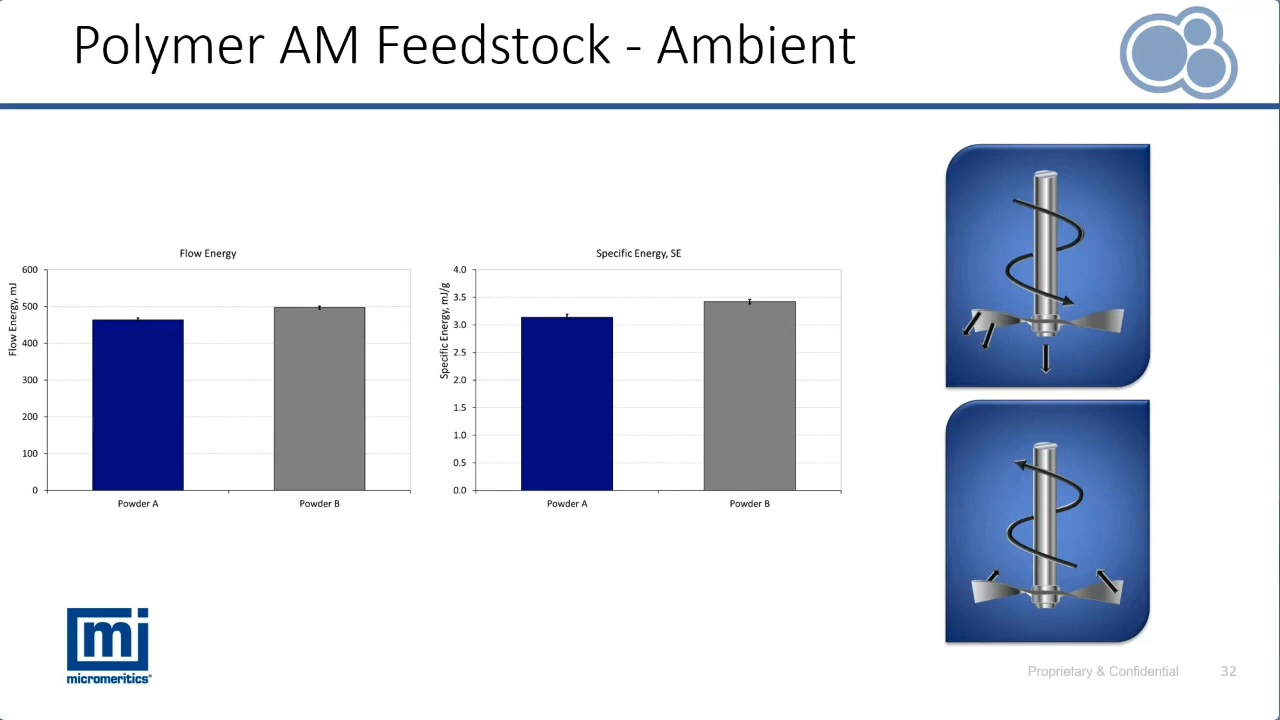 Polymer AM Feedstock - Ambient
Flow Energy
Flow Energy, mJ
600
500
400
300
200
100
0
Powder A
Powder B
Specific Energy, SE
Specific Energy, mJ/g
4.0
3.5
3.0
2.5
2.0
1.5
1.0
0.5
0.0
Powder A
Powder B
mi
micromeritics®
Proprietary & Confidential
32